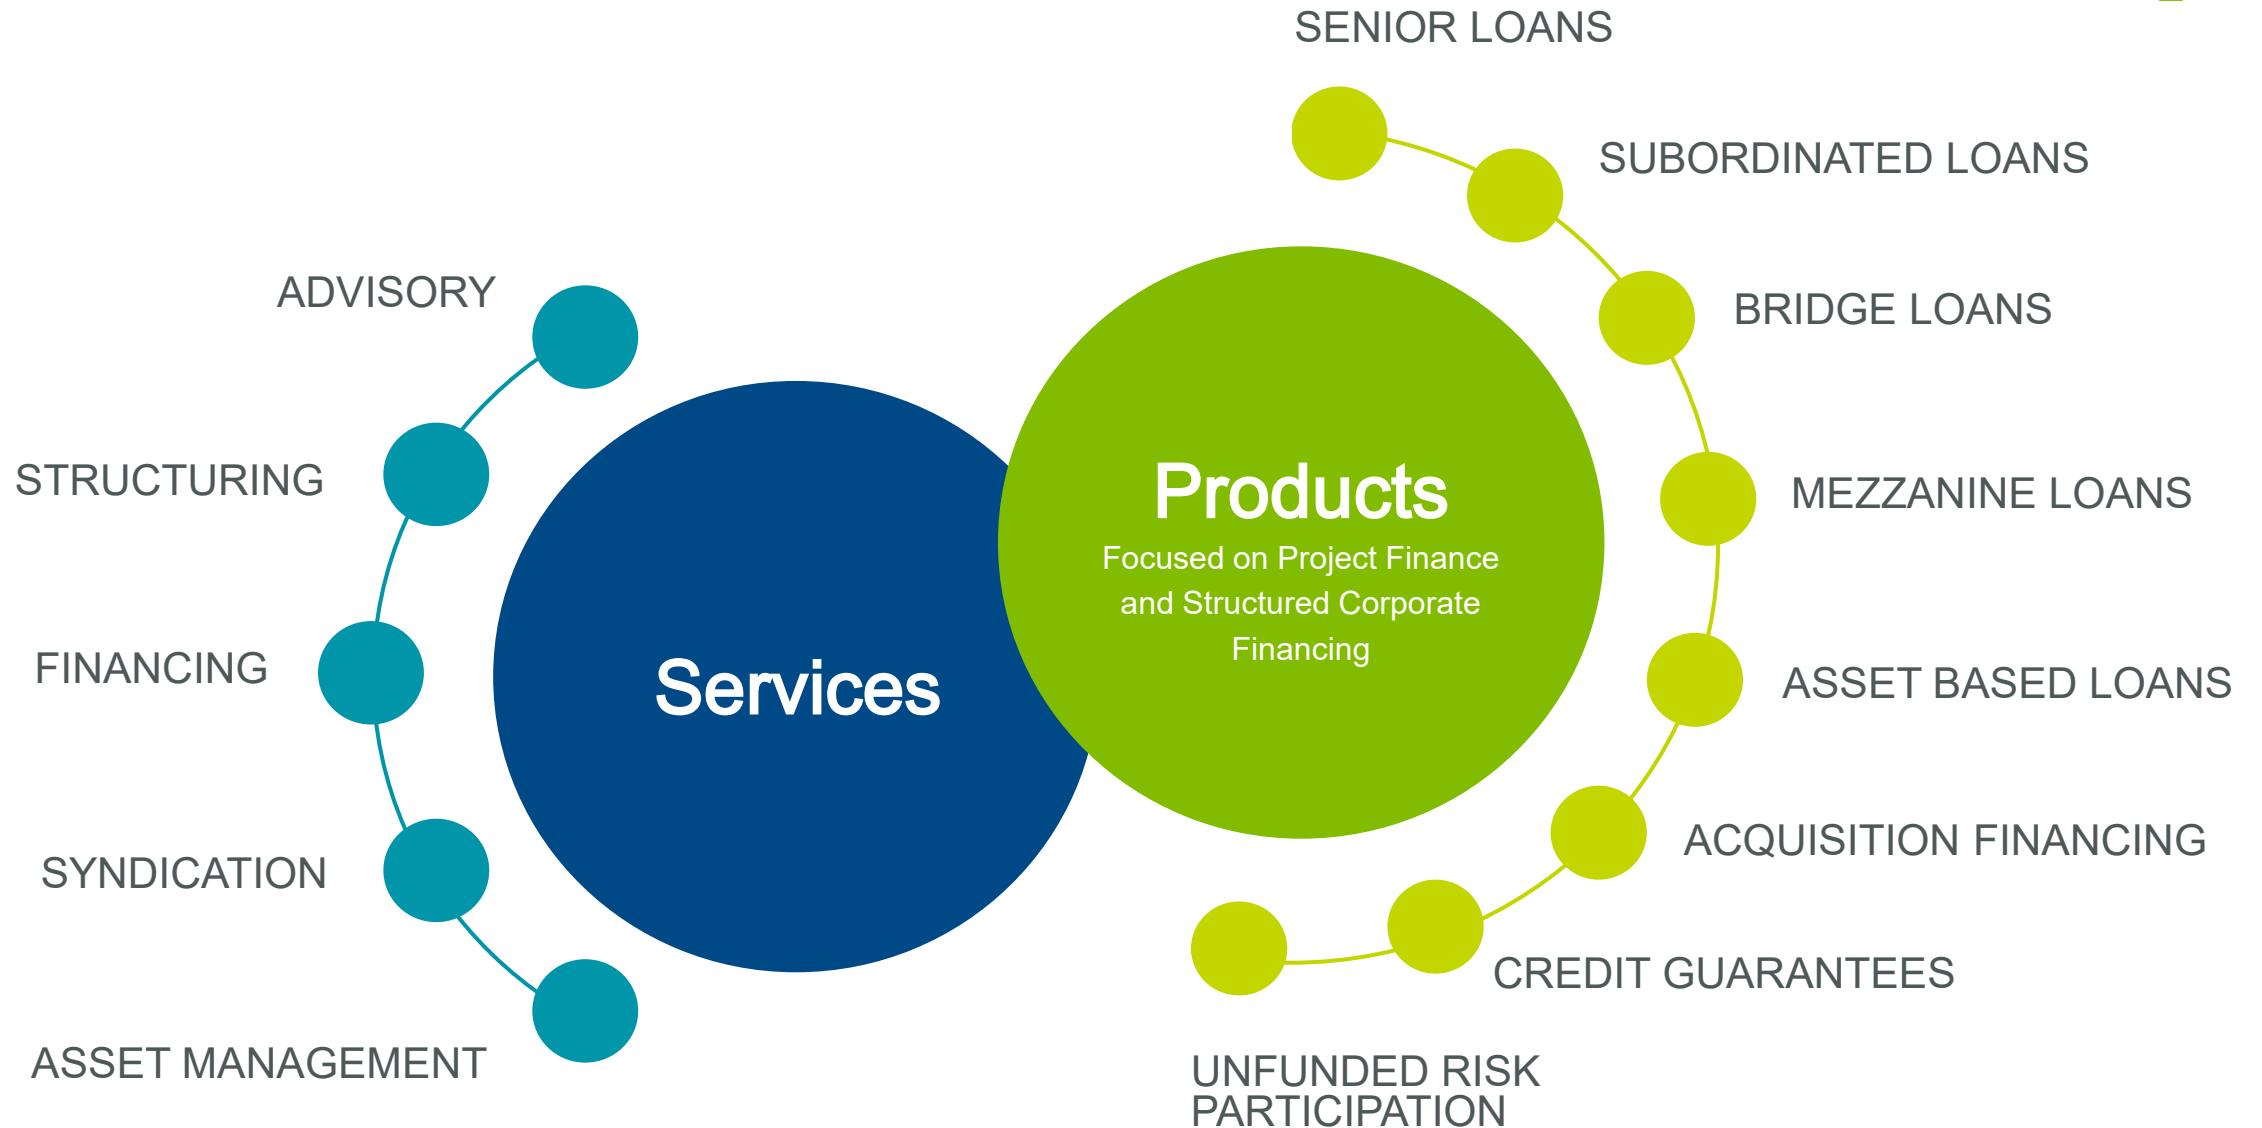 SENIOR LOANS
SUBORDINATED LOANS
BRIDGE LOANS
MEZZANINE LOANS
ASSET BASED LOANS
ACQUISITION FINANCING
CREDIT GUARANTEES
UNFUNDED RISK
PARTICIPATION
Products
Focused on Project Finance
and Structured Corporate
Financing
Services
ADVISORY
STRUCTURING
FINANCING
SYNDICATION
ASSET MANAGEMENT